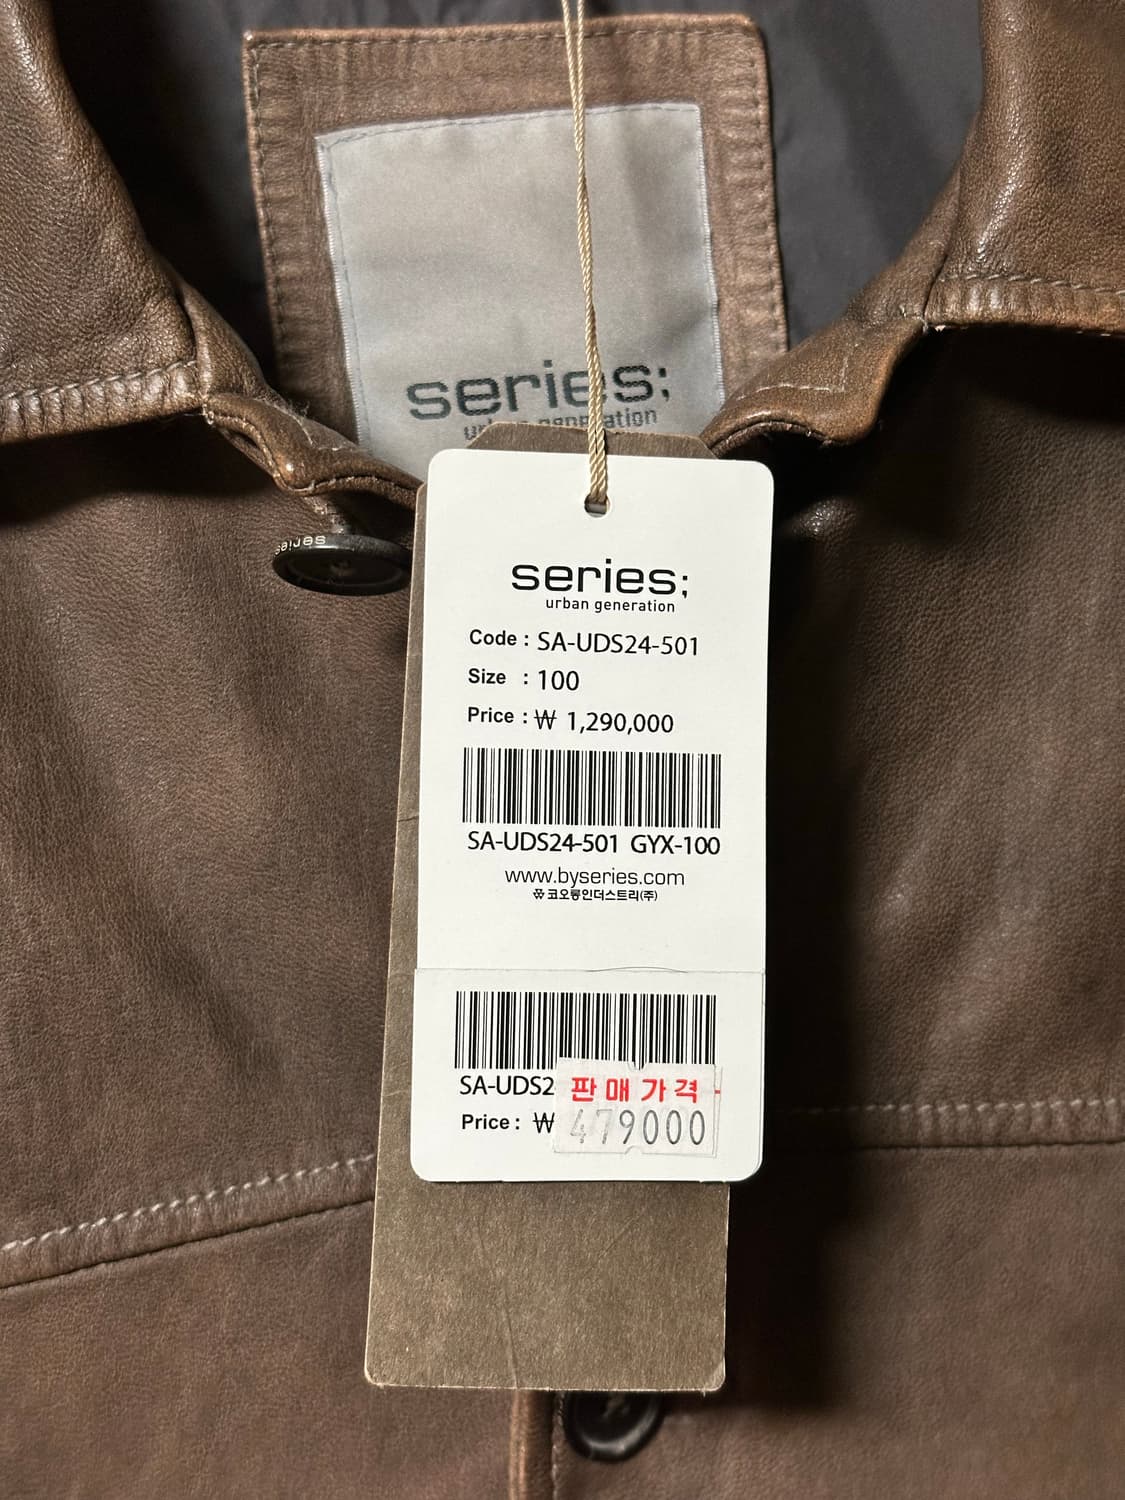 series;
series
series;
urban generation
Code : SA-UDS24-501
Size : 100
Price : ₩ 1,290,000
SA-UDS24-501 GYX-100
www.byseries.com
코오롱인더스트리(주)
SA-UDS2
판매가격
Price : ₩ 479000